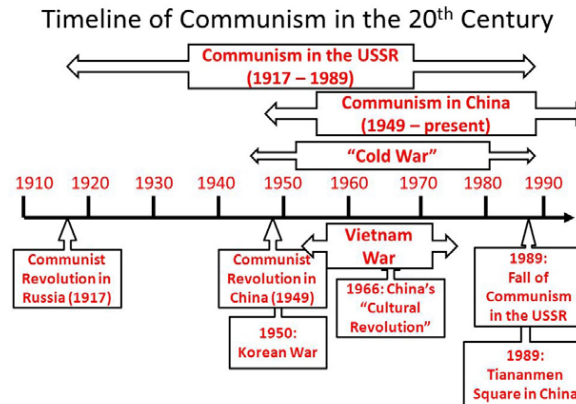 Timeline of Communism in the 20th Century
Communism in the USSR
(1917 – 1989)
Communism in China
(1949 – present)
“Cold War”
1910 1920 1930 1940 1950 1960 1970 1980 1990
Communist
Revolution in
Russia (1917)
Communist
Revolution in
China (1949)
1950:
Korean War
Vietnam
War
1966: China’s
“Cultural
Revolution”
1989:
Fall of
Communism
in the USSR
1989:
Tiananmen
Square in China